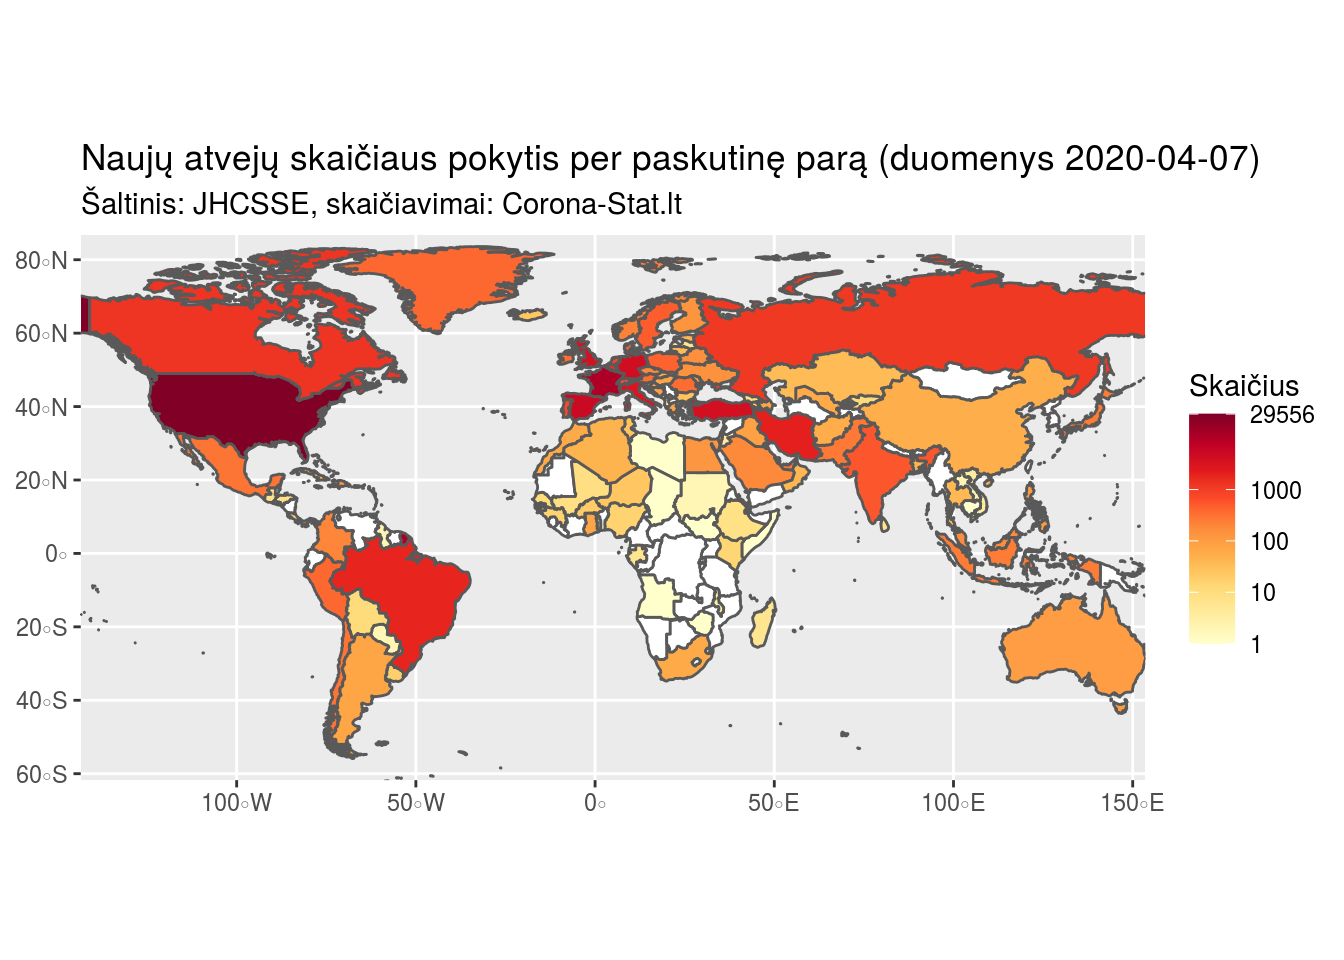 Naujų atvejų skaičiaus pokytis per paskutinę parą (duomenys 2020-04-07)
Šaltinis: JHCSSE, skaičiavimai: Corona-Stat.lt
80°N
60°N
40°N
20°N
0°
20°S
40°S
60°S
100°W
50°W
0°
50°E
100°E
150°E
Skaičius
29556
1000
100
10
1